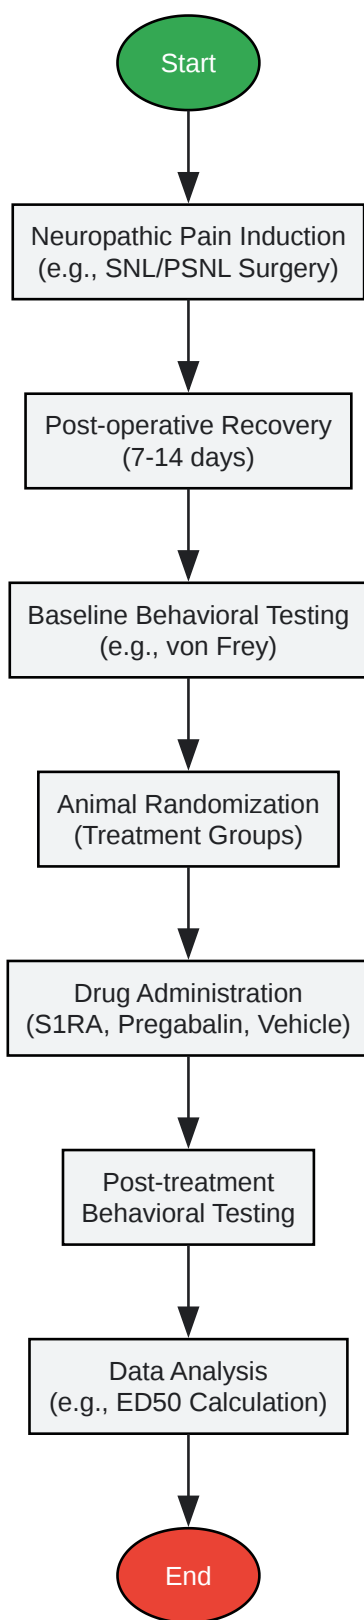 Start
Neuropathic Pain Induction
(e.g., SNL/PSNL Surgery)
Post-operative Recovery
(7-14 days)
Baseline Behavioral Testing
(e.g., von Frey)
Animal Randomization
(Treatment Groups)
Drug Administration
(S1RA, Pregabalin, Vehicle)
Post-treatment
Behavioral Testing
Data Analysis
(e.g., ED50 Calculation)
End